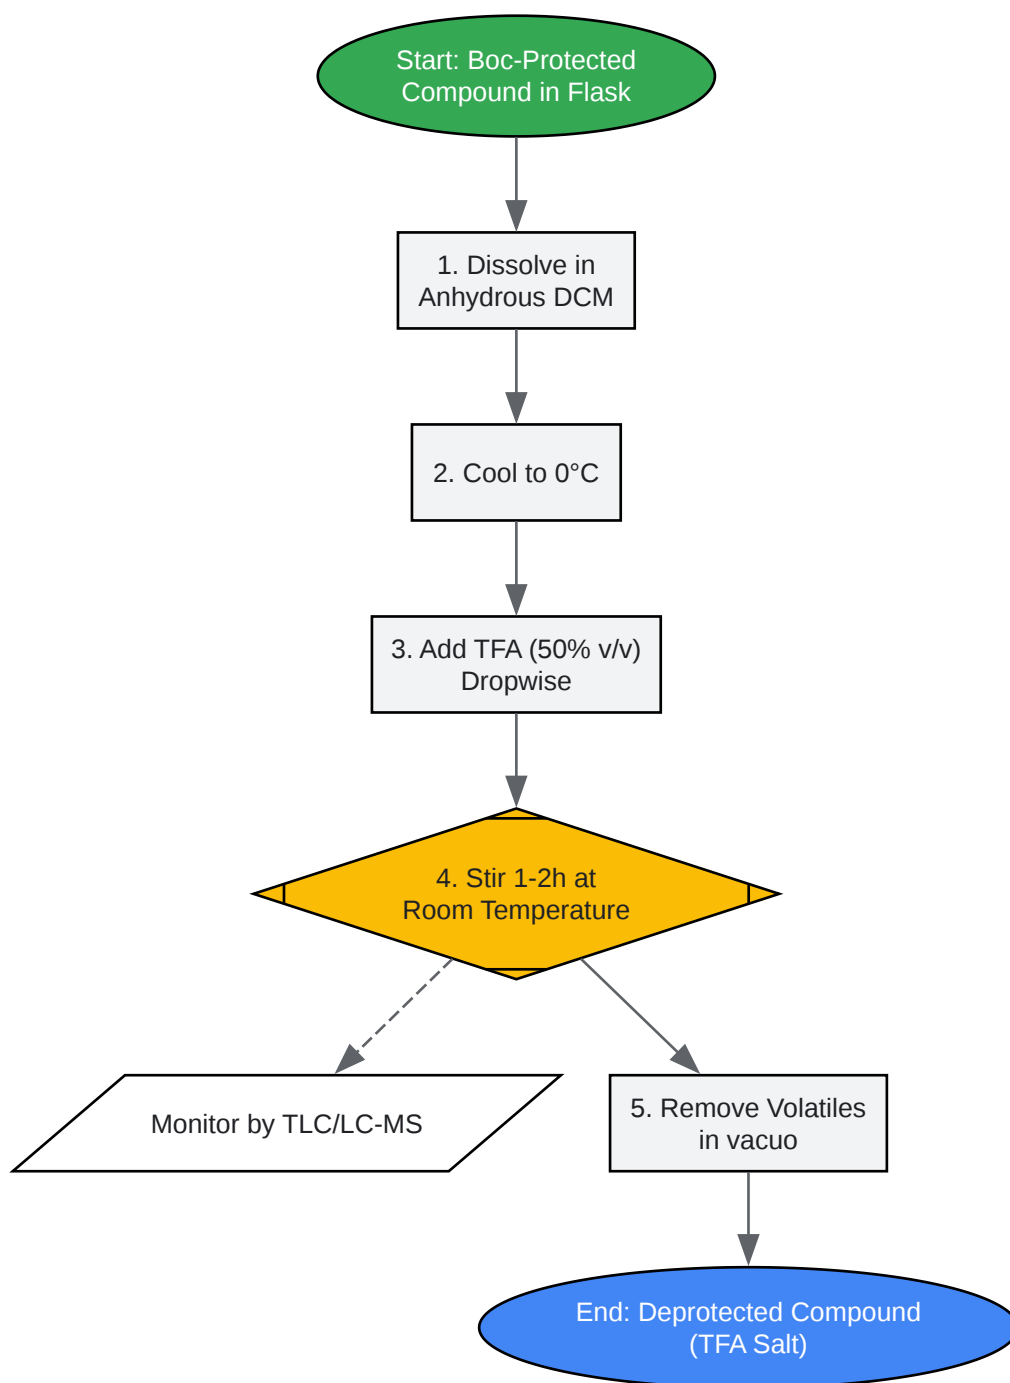 Start: Boc-Protected
Compound in Flask
1. Dissolve in
Anhydrous DCM
2. Cool to 0°C
3. Add TFA (50% v/v)
Dropwise
4. Stir 1-2h at
Room Temperature
Monitor by TLC/LC-MS
5. Remove Volatiles
in vacuo
End: Deprotected Compound
(TFA Salt)